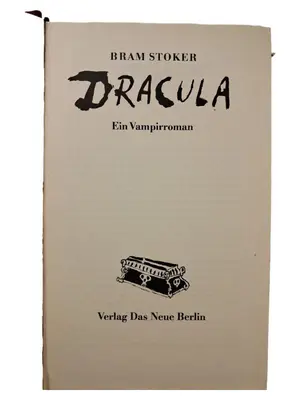 BRAM STOKER
DRACULA
Ein Vampirroman
Verlag Das Neue Berlin